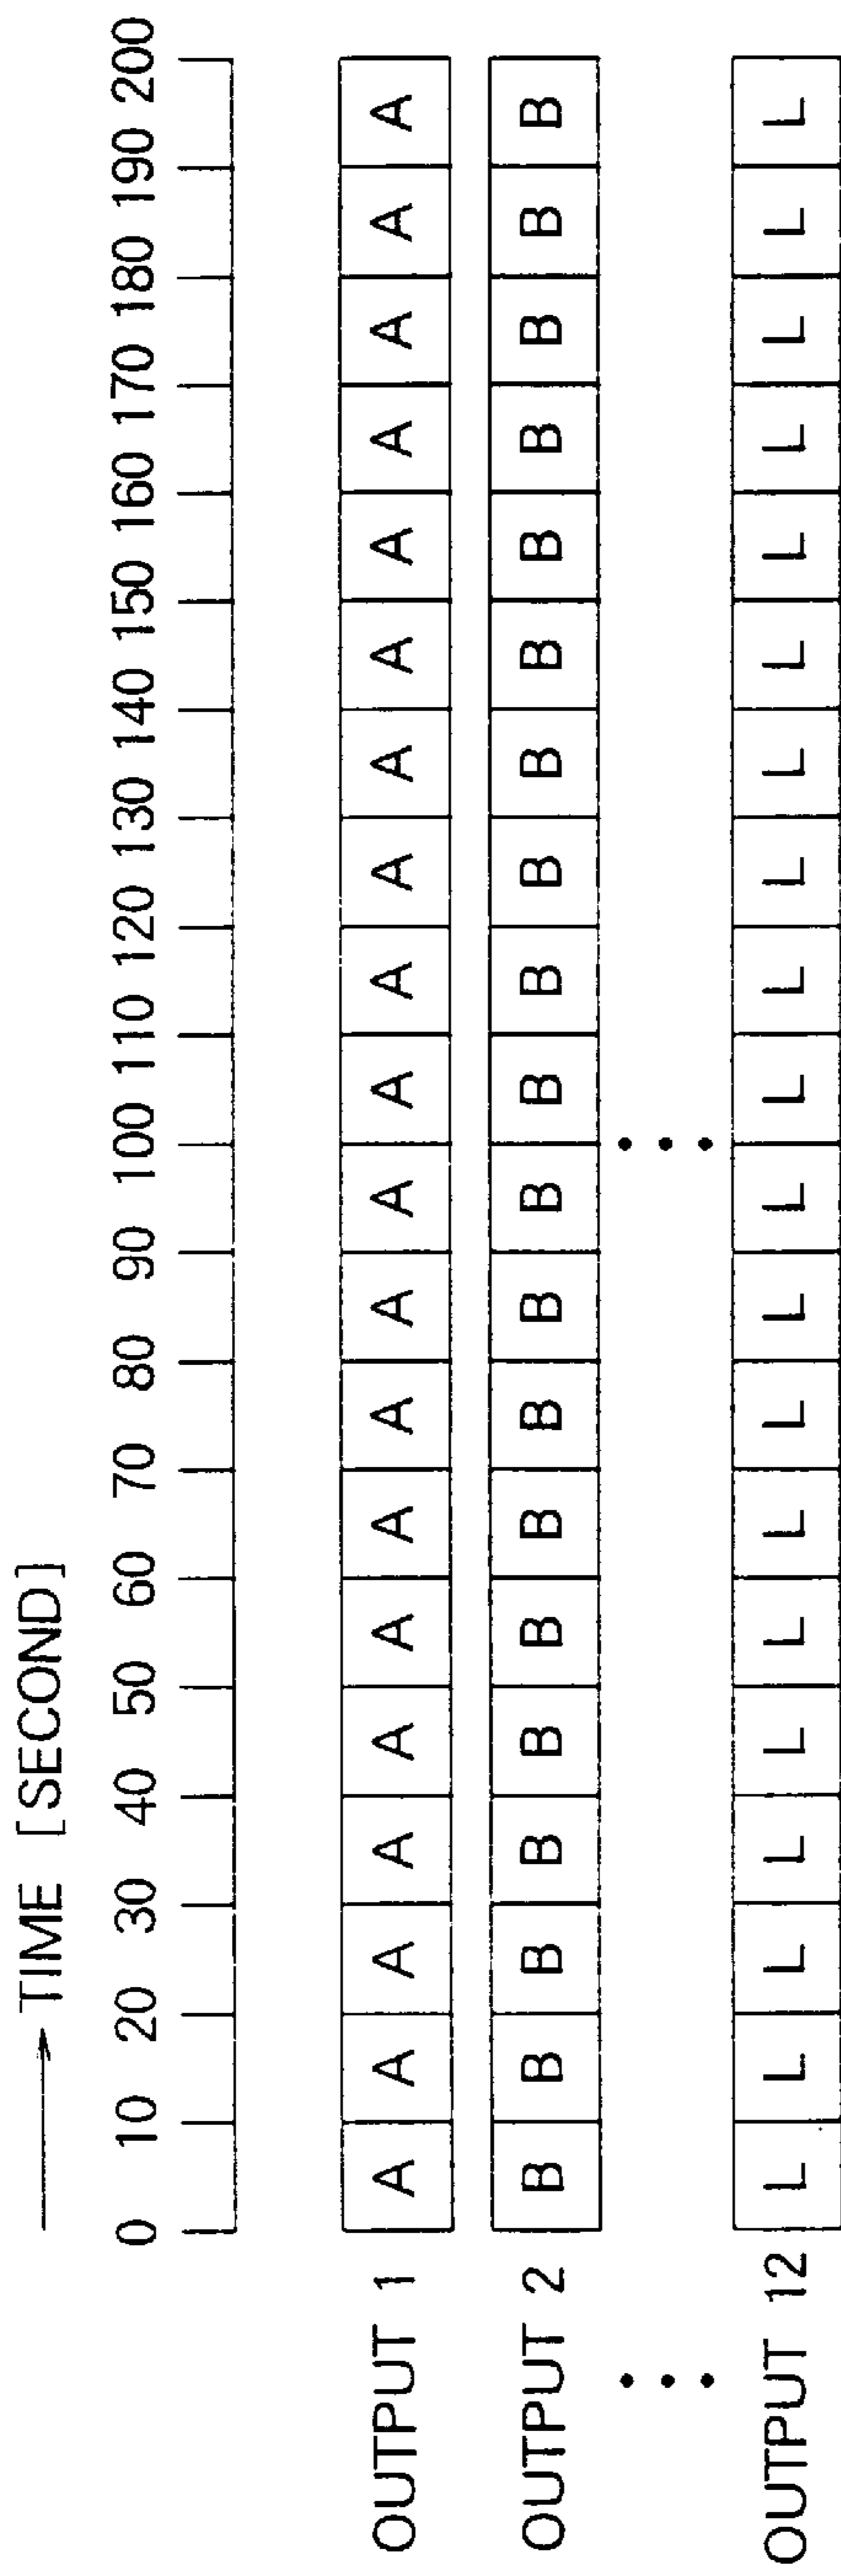 TIME [SECOND]
0 10 20 30 40 50 60 70 80 90 100 110 120 130 140 150 160 170 180 190 200
OUTPUT 1 A A A A A A A A A A A A A A A A A A A A
OUTPUT 2 B B B B B B B B B B B B B B B B B B B B
OUTPUT 12 L L L L L L L L L L L L L L L L L L L L